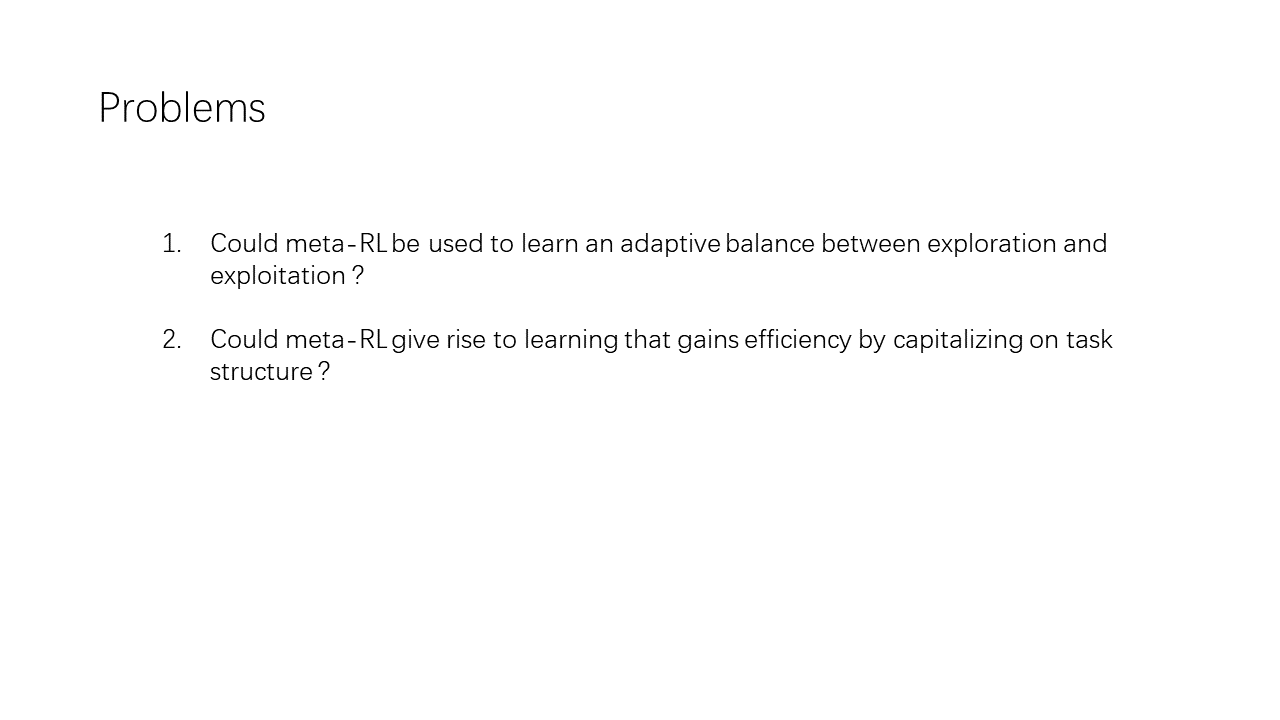 Problems
1. Could meta-RL be used to learn an adaptive balance between exploration and
exploitation ?
2. Could meta-RL give rise to learning that gains efficiency by capitalizing on task
structure ?